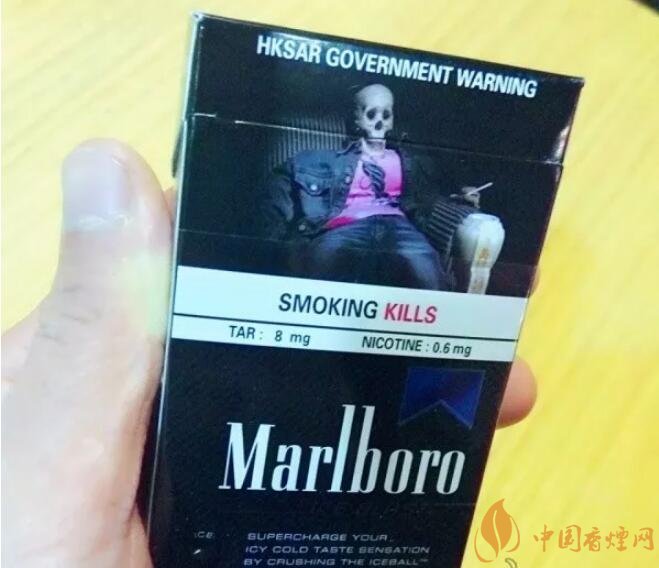 HKSAR GOVERNMENT WARNING
SMOKING KILLS
TAR : 8 mg NICOTINE : 0.6 mg
Marlboro
SUPERCHARGE YOUR
ICY COLD TASTE SENSATION
BY CRUSHING THE ICEBALL™
中国香烟网